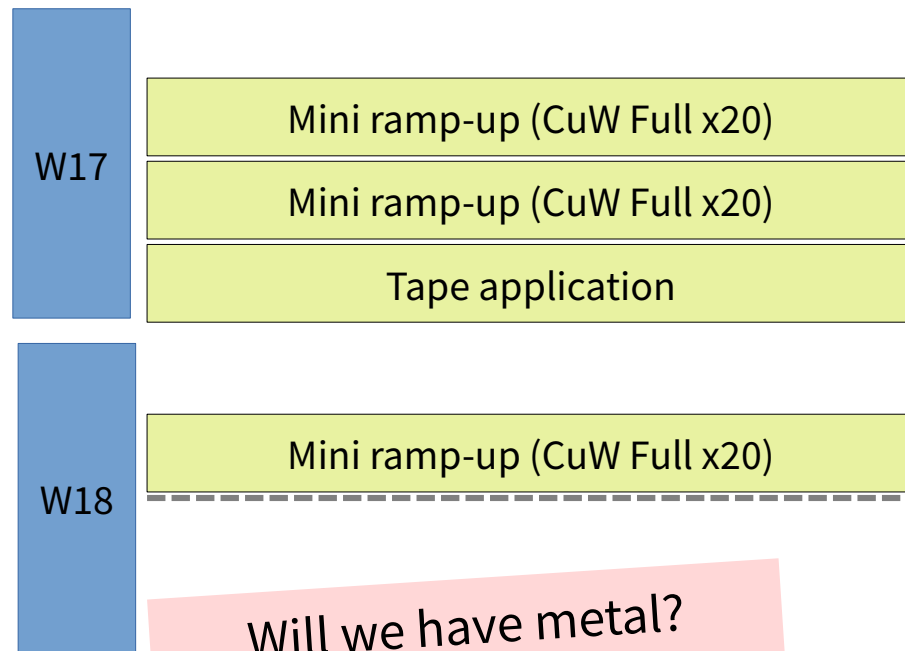 W17
Mini ramp-up (CuW Full x20)
Mini ramp-up (CuW Full x20)
Tape application
W18
Mini ramp-up (CuW Full x20)
Will we have metal?